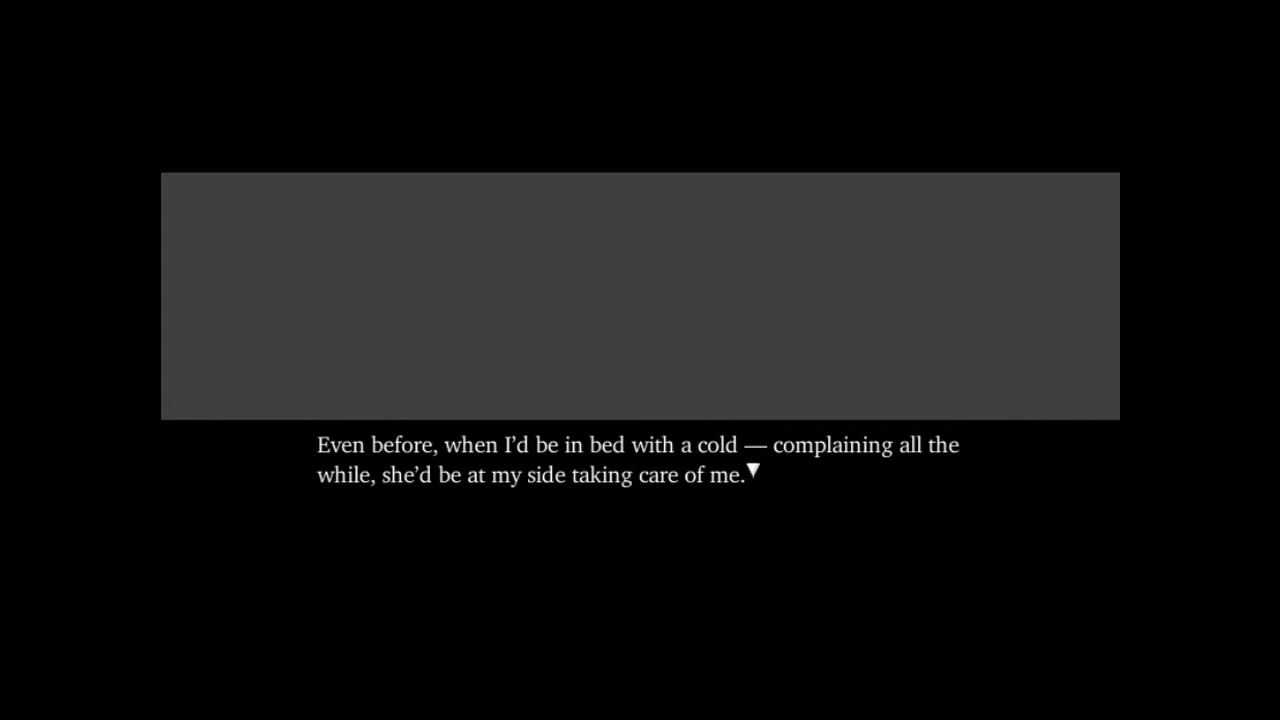 Even before, when I’d be in bed with a cold — complaining all the
while, she’d be at my side taking care of me.